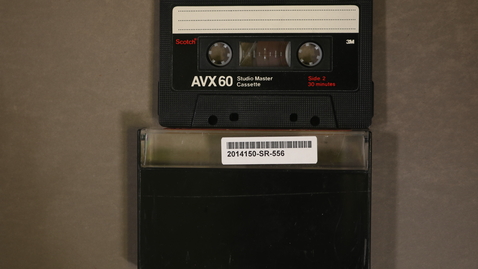 Scotch
3M
AVX60
Studio Master
Cassette
Side 2
30 minutes
2014150-SR-556